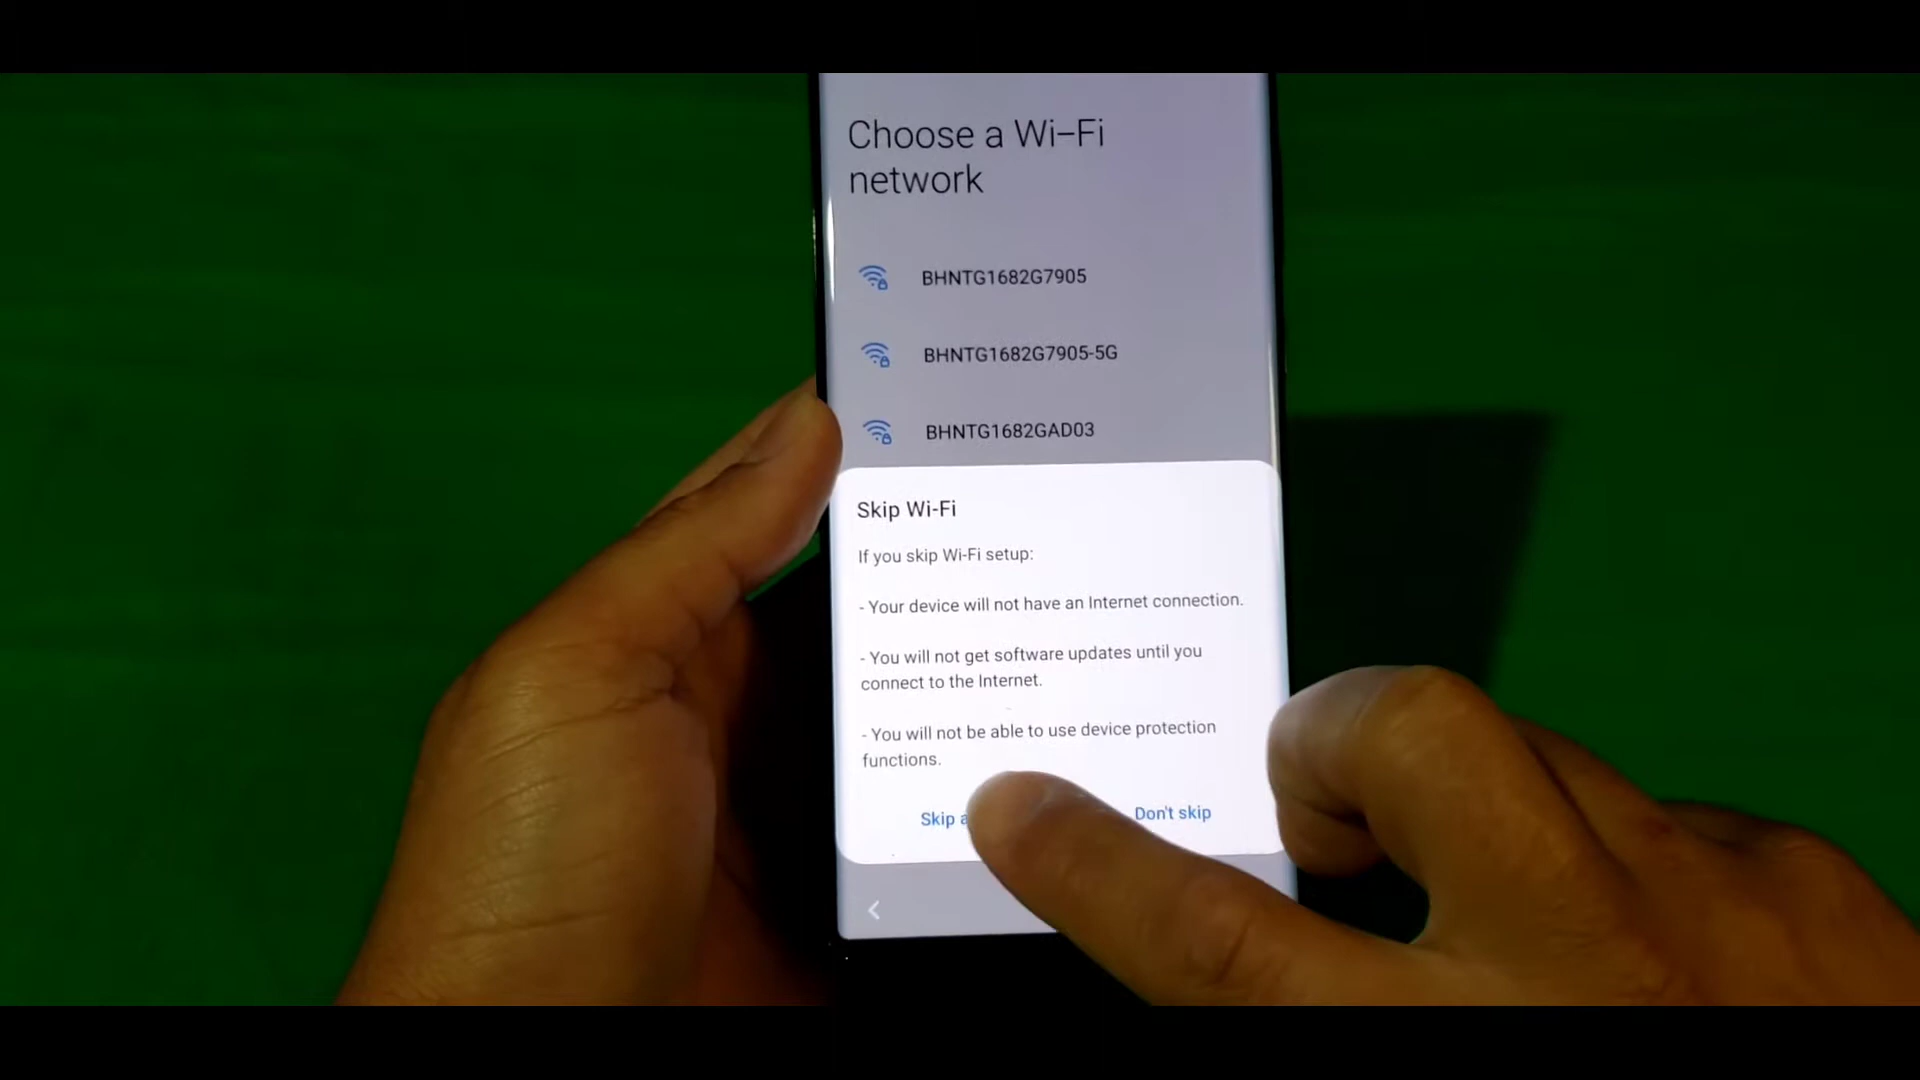 Choose a Wi-Fi
network
BHNTG1682G7905
BHNTG1682G7905-5G
BHNTG1682GAD03
Skip Wi-Fi
If you skip Wi-Fi setup:
- Your device will not have an Internet connection.
- You will not get software updates until you
connect to the Internet.
- You will not be able to use device protection
functions.
Skip Don't skip